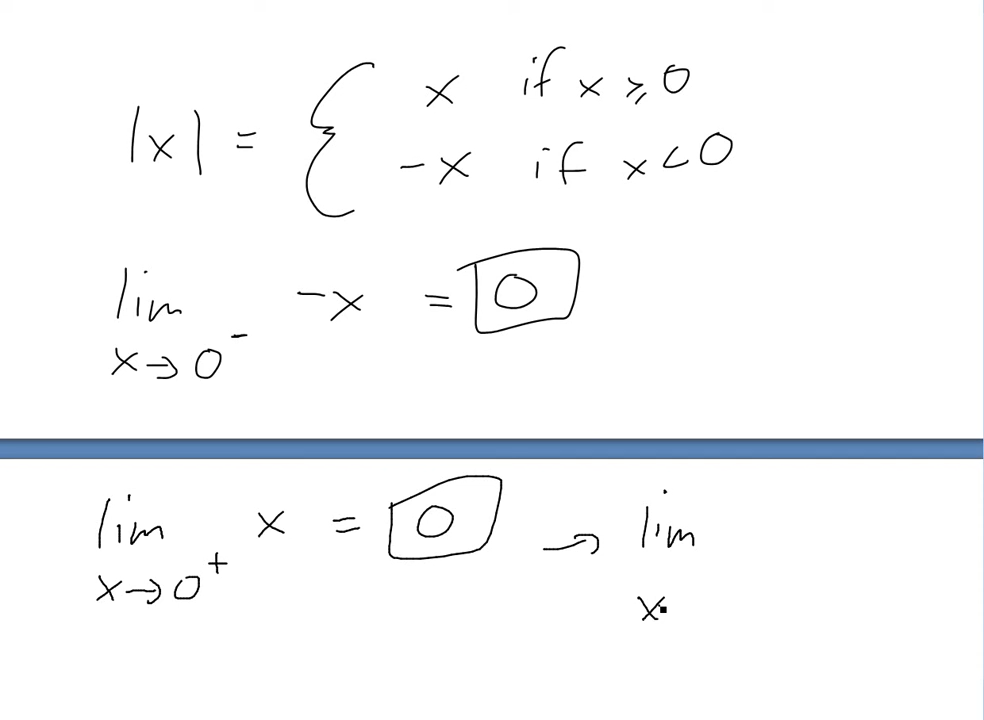 |x| = { x if x ≥ 0
-x if x < 0
lim -x = 0
x → 0⁻
lim x = 0 → lim
x → 0⁺ x